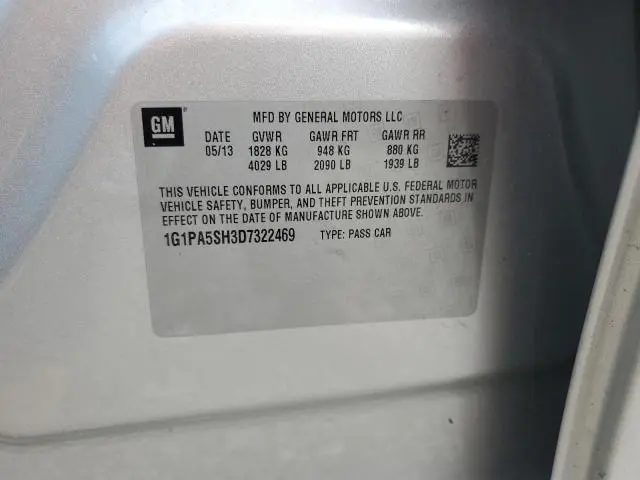 GM ®
MFD BY GENERAL MOTORS LLC
DATE GVWR GAWR FRT GAWR RR
05/13 1828 KG 948 KG 880 KG
4029 LB 2090 LB 1939 LB
THIS VEHICLE CONFORMS TO ALL APPLICABLE U.S. FEDERAL MOTOR
VEHICLE SAFETY, BUMPER, AND THEFT PREVENTION STANDARDS IN
EFFECT ON THE DATE OF MANUFACTURE SHOWN ABOVE.
1G1PA5SH3D7322469 TYPE: PASS CAR